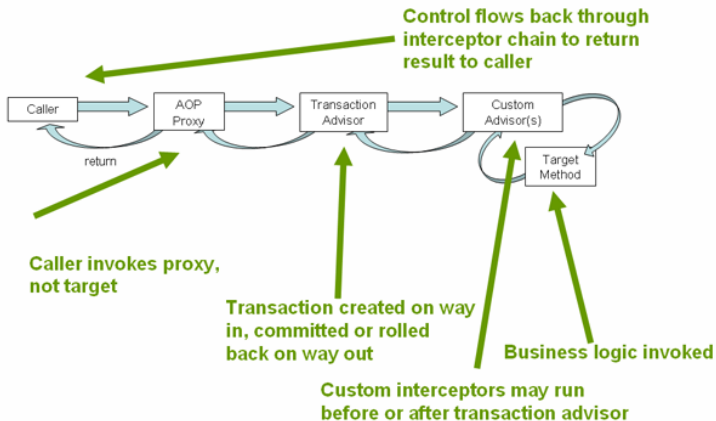 Control flows back through
interceptor chain to return
result to caller
Caller
AOP
Proxy
Transaction
Advisor
Custom
Advisor(s)
return
Target
Method
Caller invokes proxy,
not target
Transaction created on way
in, committed or rolled
back on way out
Business logic invoked
Custom interceptors may run
before or after transaction advisor